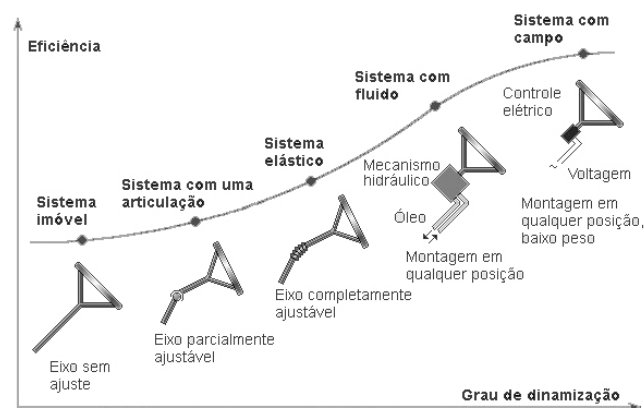 Eficiência
Sistema com
campo
Sistema com
fluido
Controle
elétrico
Sistema
elástico
Mecanismo
hidráulico
Voltagem
~
Sistema
imóvel
Sistema com uma
articulação
Óleo
Montagem em
qualquer posição,
baixo peso
Montagem em
qualquer posição
Eixo completamente
ajustável
Eixo parcialmente
ajustável
Eixo sem
ajuste
Grau de dinamização